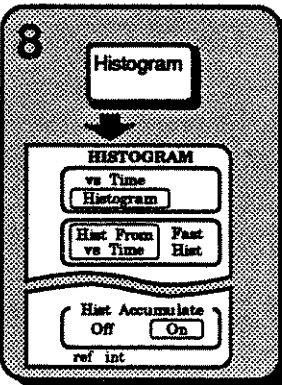 8
Histogram
HISTOGRAM
vs Time
Histogram
Hist From Fast
vs Time Hist
Hist Accumulate
Off On
ref int